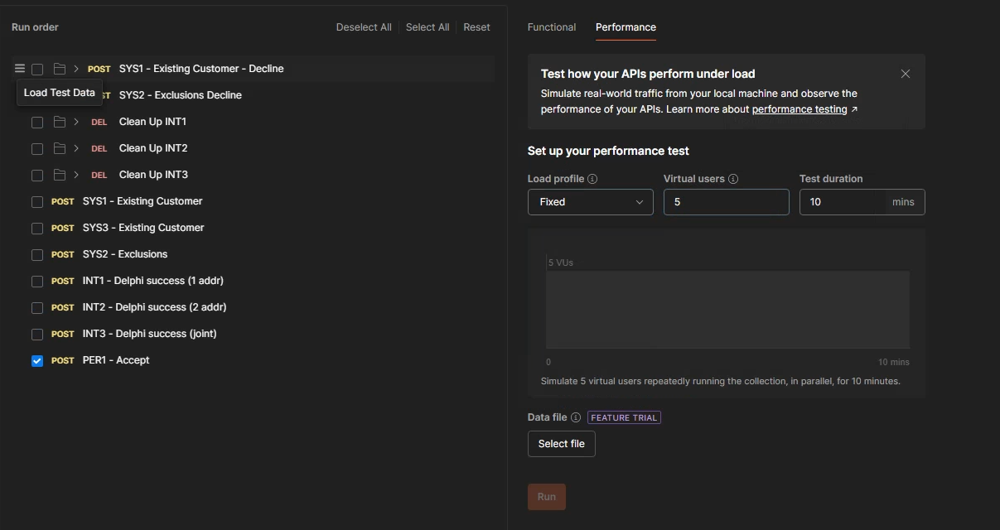 Run order
Deselect All
Select All
Reset
POST SYS1 - Existing Customer - Decline
Load Test Data
ST SYS2 - Exclusions Decline
DEL Clean Up INT1
DEL Clean Up INT2
DEL Clean Up INT3
POST SYS1 - Existing Customer
POST SYS3 - Existing Customer
POST SYS2 - Exclusions
POST INT1 - Delphi success (1 addr)
POST INT2 - Delphi success (2 addr)
POST INT3 - Delphi success (joint)
POST PER1 - Accept
Functional
Performance
Test how your APIs perform under load
Simulate real-world traffic from your local machine and observe the
performance of your APIs. Learn more about performance testing ↗
Set up your performance test
Load profile
Virtual users
Test duration
Fixed
5
10 mins
5 VUs
0
10 mins
Simulate 5 virtual users repeatedly running the collection, in parallel, for 10 minutes.
Data file FEATURE TRIAL
Select file
Run